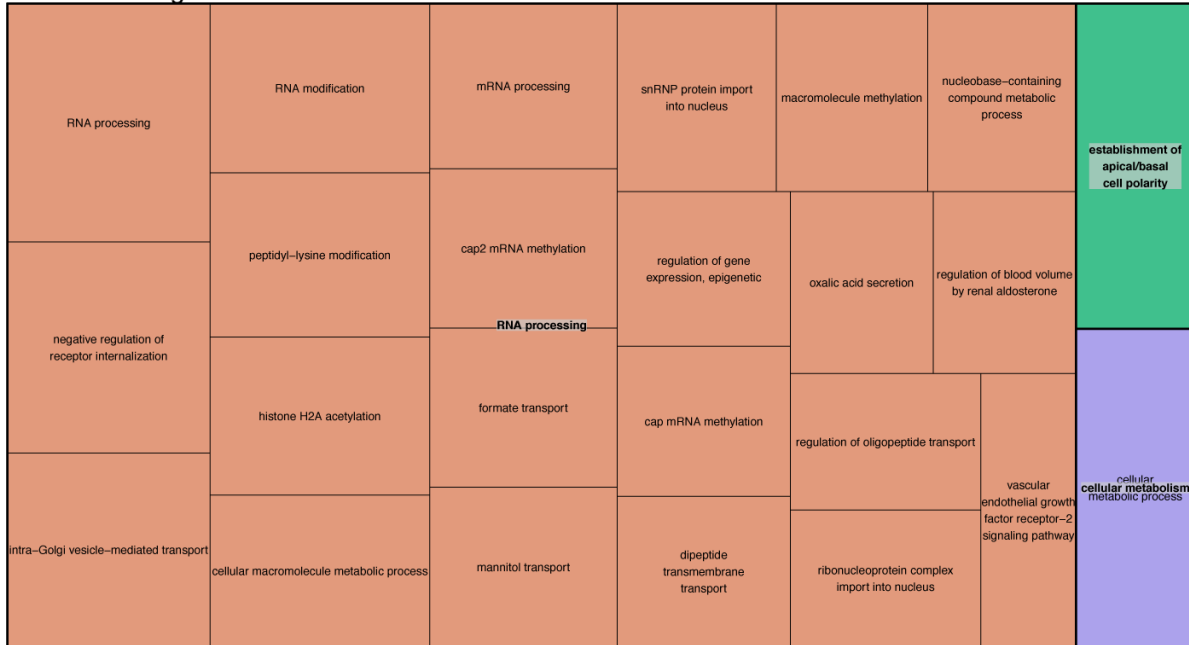 RNA processing
RNA modification
mRNA processing
snRNP protein import
into nucleus
macromolecule methylation
nucleobase−containing
compound metabolic
process
establishment of
apical/basal
cell polarity
peptidyl−lysine modification
cap2 mRNA methylation
regulation of gene
expression, epigenetic
oxalic acid secretion
regulation of blood volume
by renal aldosterone
RNA processing
negative regulation of
receptor internalization
histone H2A acetylation
formate transport
cap mRNA methylation
regulation of oligopeptide transport
vascular
endothelial growth
factor receptor−2
signaling pathway
cellular
metabolic process
cellular metabolism
intra−Golgi vesicle−mediated transport
cellular macromolecule metabolic process
mannitol transport
dipeptide
transmembrane
transport
ribonucleoprotein complex
import into nucleus